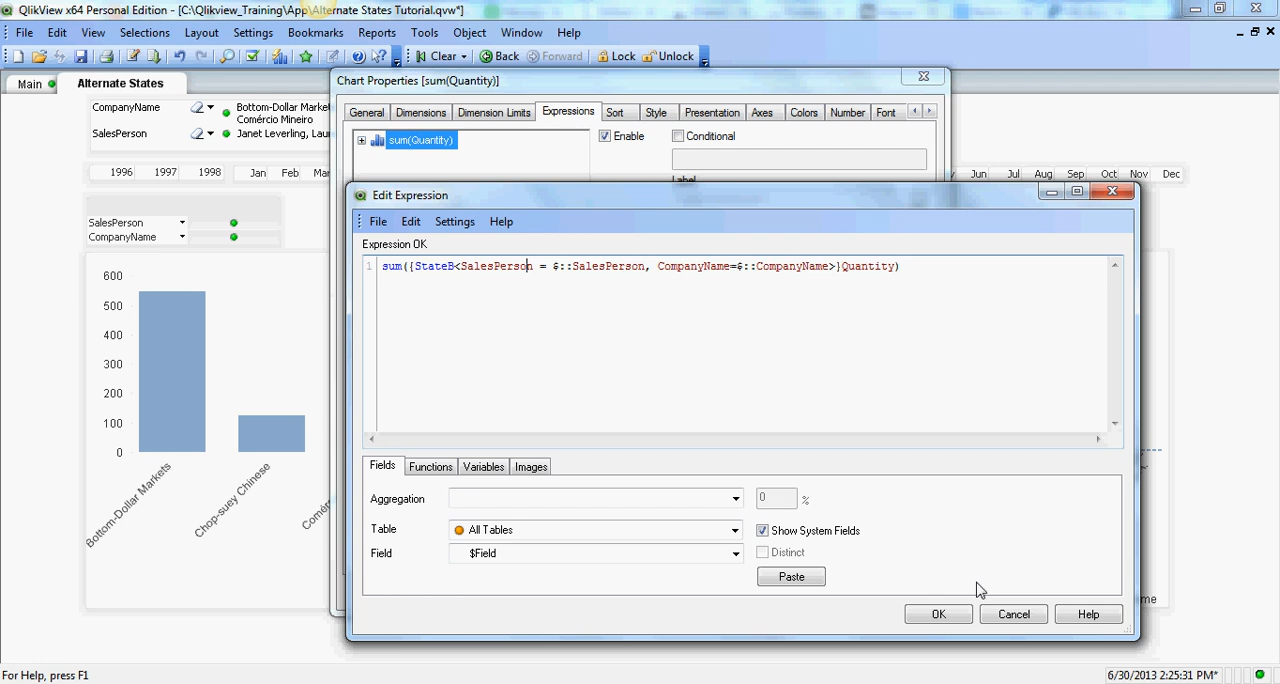 QlikView x64 Personal Edition - [C:\Qlikview_Training\App\Alternate States Tutorial.qvw*]
File Edit View Selections Layout Settings Bookmarks Reports Tools Object Window Help
Clear Back Forward Lock Unlock
Main Alternate States
CompanyName Bottom-Dollar Market
Comércio Mineiro
SalesPerson Janet Leverling, Lau
1996 1997 1998 Jan Feb Mar
Jun Jul Aug Sep Oct Nov Dec
SalesPerson
CompanyName
600
500
400
300
200
100
0
Bottom-Dollar Markets
Chop-suey Chinese
Comér
Chart Properties [sum(Quantity)]
General Dimensions Dimension Limits Expressions Sort Style Presentation Axes Colors Number Font
sum(Quantity) Enable Conditional
Label
Edit Expression
File Edit Settings Help
Expression OK
1 sum({StateB<SalesPerson = $::SalesPerson, CompanyName=$::CompanyName>}Quantity)
Fields Functions Variables Images
Aggregation 0 %
Table All Tables Show System Fields
Field $Field Distinct
Paste
OK Cancel Help
me
For Help, press F1 6/30/2013 2:25:31 PM*